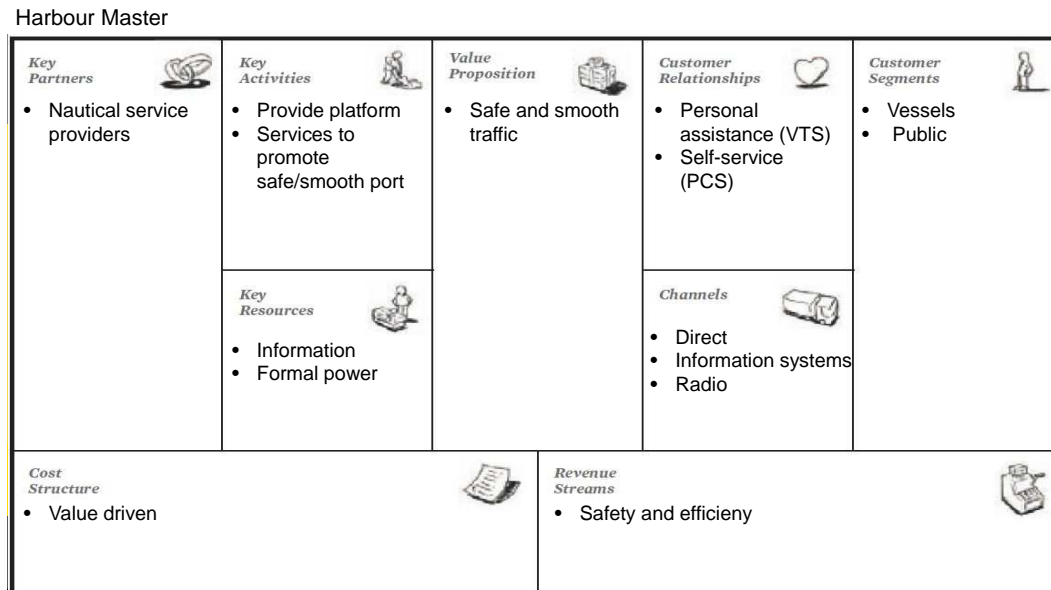 Harbour Master
Key
Partners
• Nautical service
providers
Key
Activities
• Provide platform
• Services to
promote
safe/smooth port
Value
Proposition
• Safe and smooth
traffic
Customer
Relationships
• Personal
assistance (VTS)
• Self-service
(PCS)
Customer
Segments
• Vessels
• Public
Key
Resources
• Information
• Formal power
Channels
• Direct
• Information systems
• Radio
Cost
Structure
• Value driven
Revenue
Streams
• Safety and efficieny